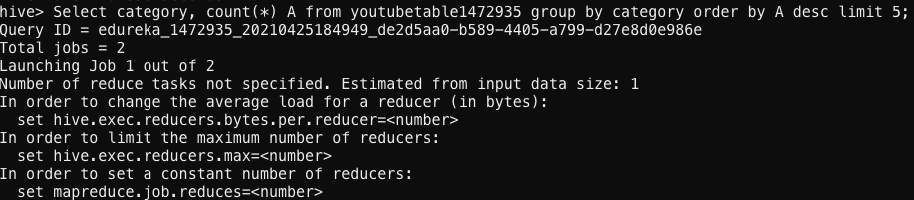 hive> Select category, count(*) A from youtubetable1472935 group by category order by A desc limit 5;
Query ID = edureka_1472935_20210425184949_de2d5aa0-b589-4405-a799-d27e8d0e986e
Total jobs = 2
Launching Job 1 out of 2
Number of reduce tasks not specified. Estimated from input data size: 1
In order to change the average load for a reducer (in bytes):
  set hive.exec.reducers.bytes.per.reducer=<number>
In order to limit the maximum number of reducers:
  set hive.exec.reducers.max=<number>
In order to set a constant number of reducers:
  set mapreduce.job.reduces=<number>